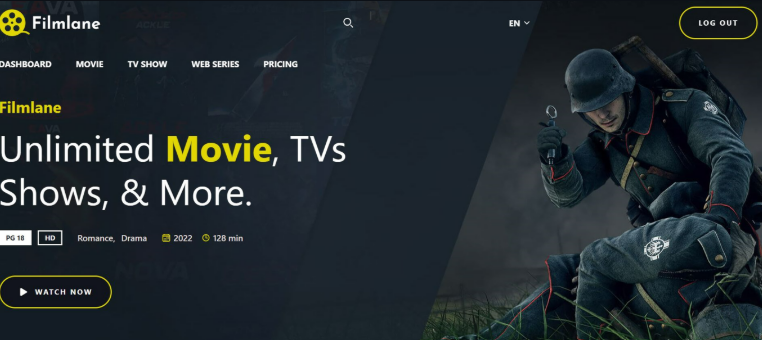 Filmlane
EN
LOG OUT
DASHBOARD MOVIE TV SHOW WEB SERIES PRICING
Filmlane
Unlimited Movie, TVs
Shows, & More.
PG 18 HD Romance, Drama 2022 128 min
WATCH NOW